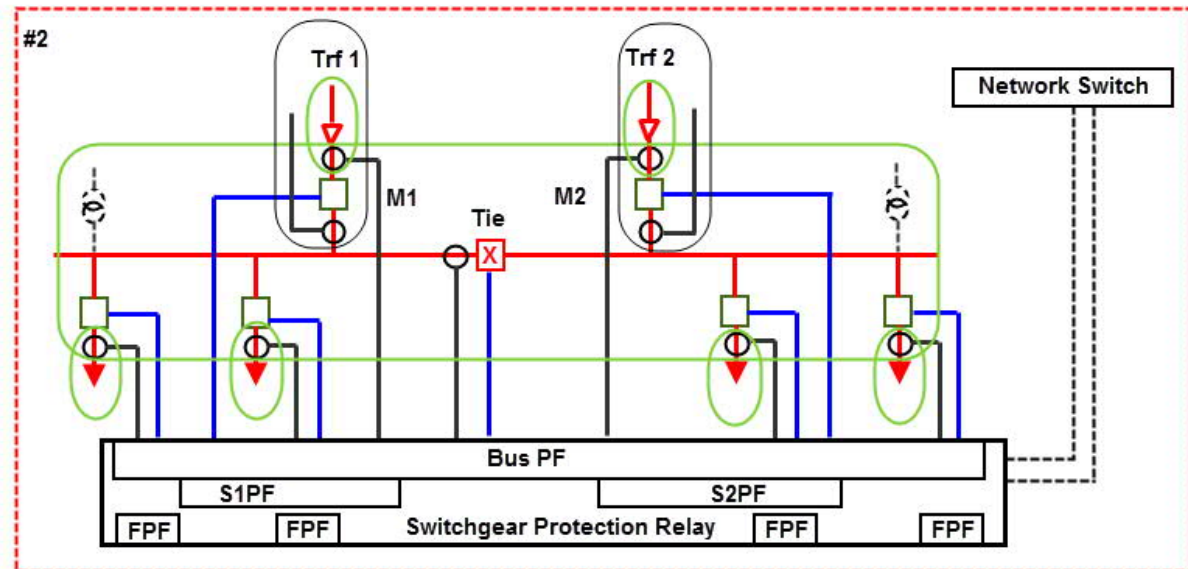 #2
Trf 1
Trf 2
Network Switch
M1
M2
Tie
X
Bus PF
S1PF
S2PF
FPF
FPF
Switchgear Protection Relay
FPF
FPF